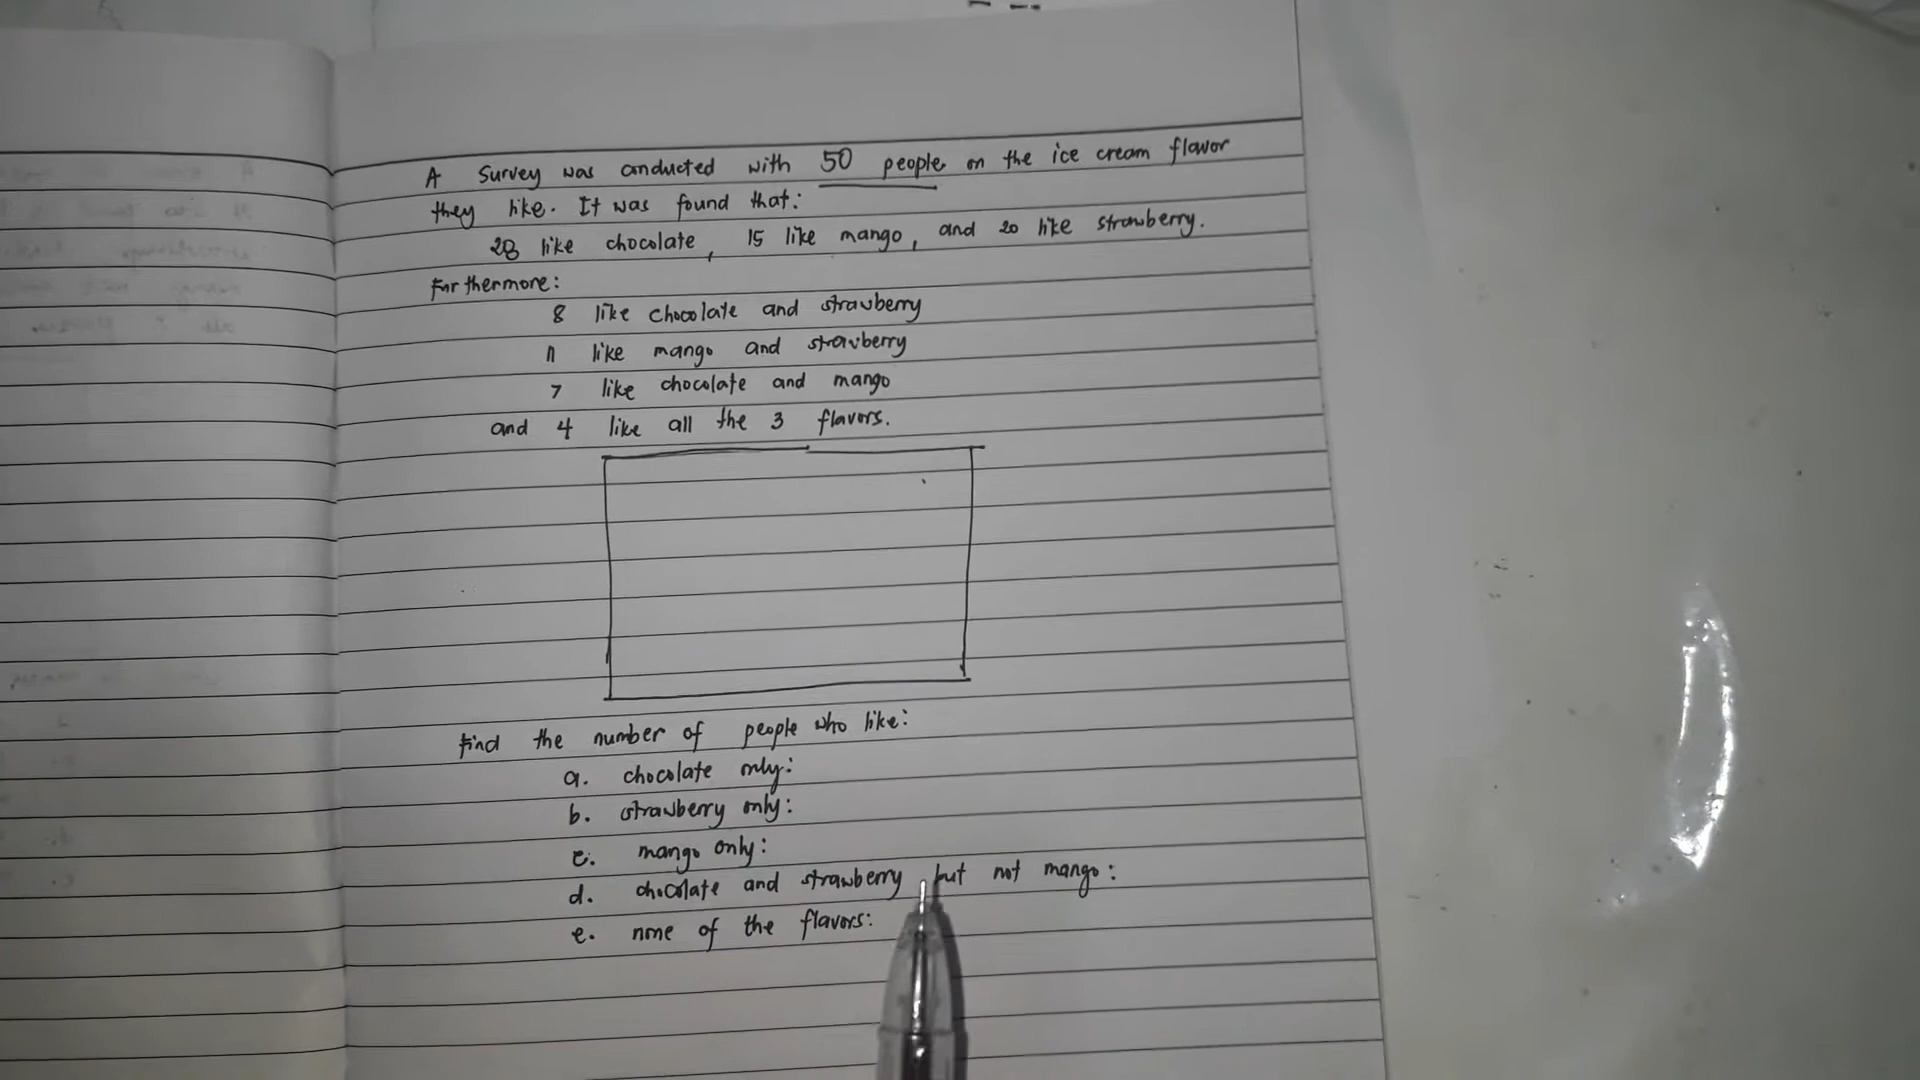 A survey was conducted with 50 people on the ice cream flavor
they like. It was found that:
28 like chocolate, 15 like mango, and 20 like strawberry.
Furthermore:
8 like chocolate and strawberry
11 like mango and strawberry
7 like chocolate and mango
and 4 like all the 3 flavors.
Find the number of people who like:
a. chocolate only:
b. strawberry only:
c. mango only:
d. chocolate and strawberry but not mango:
e. none of the flavors: